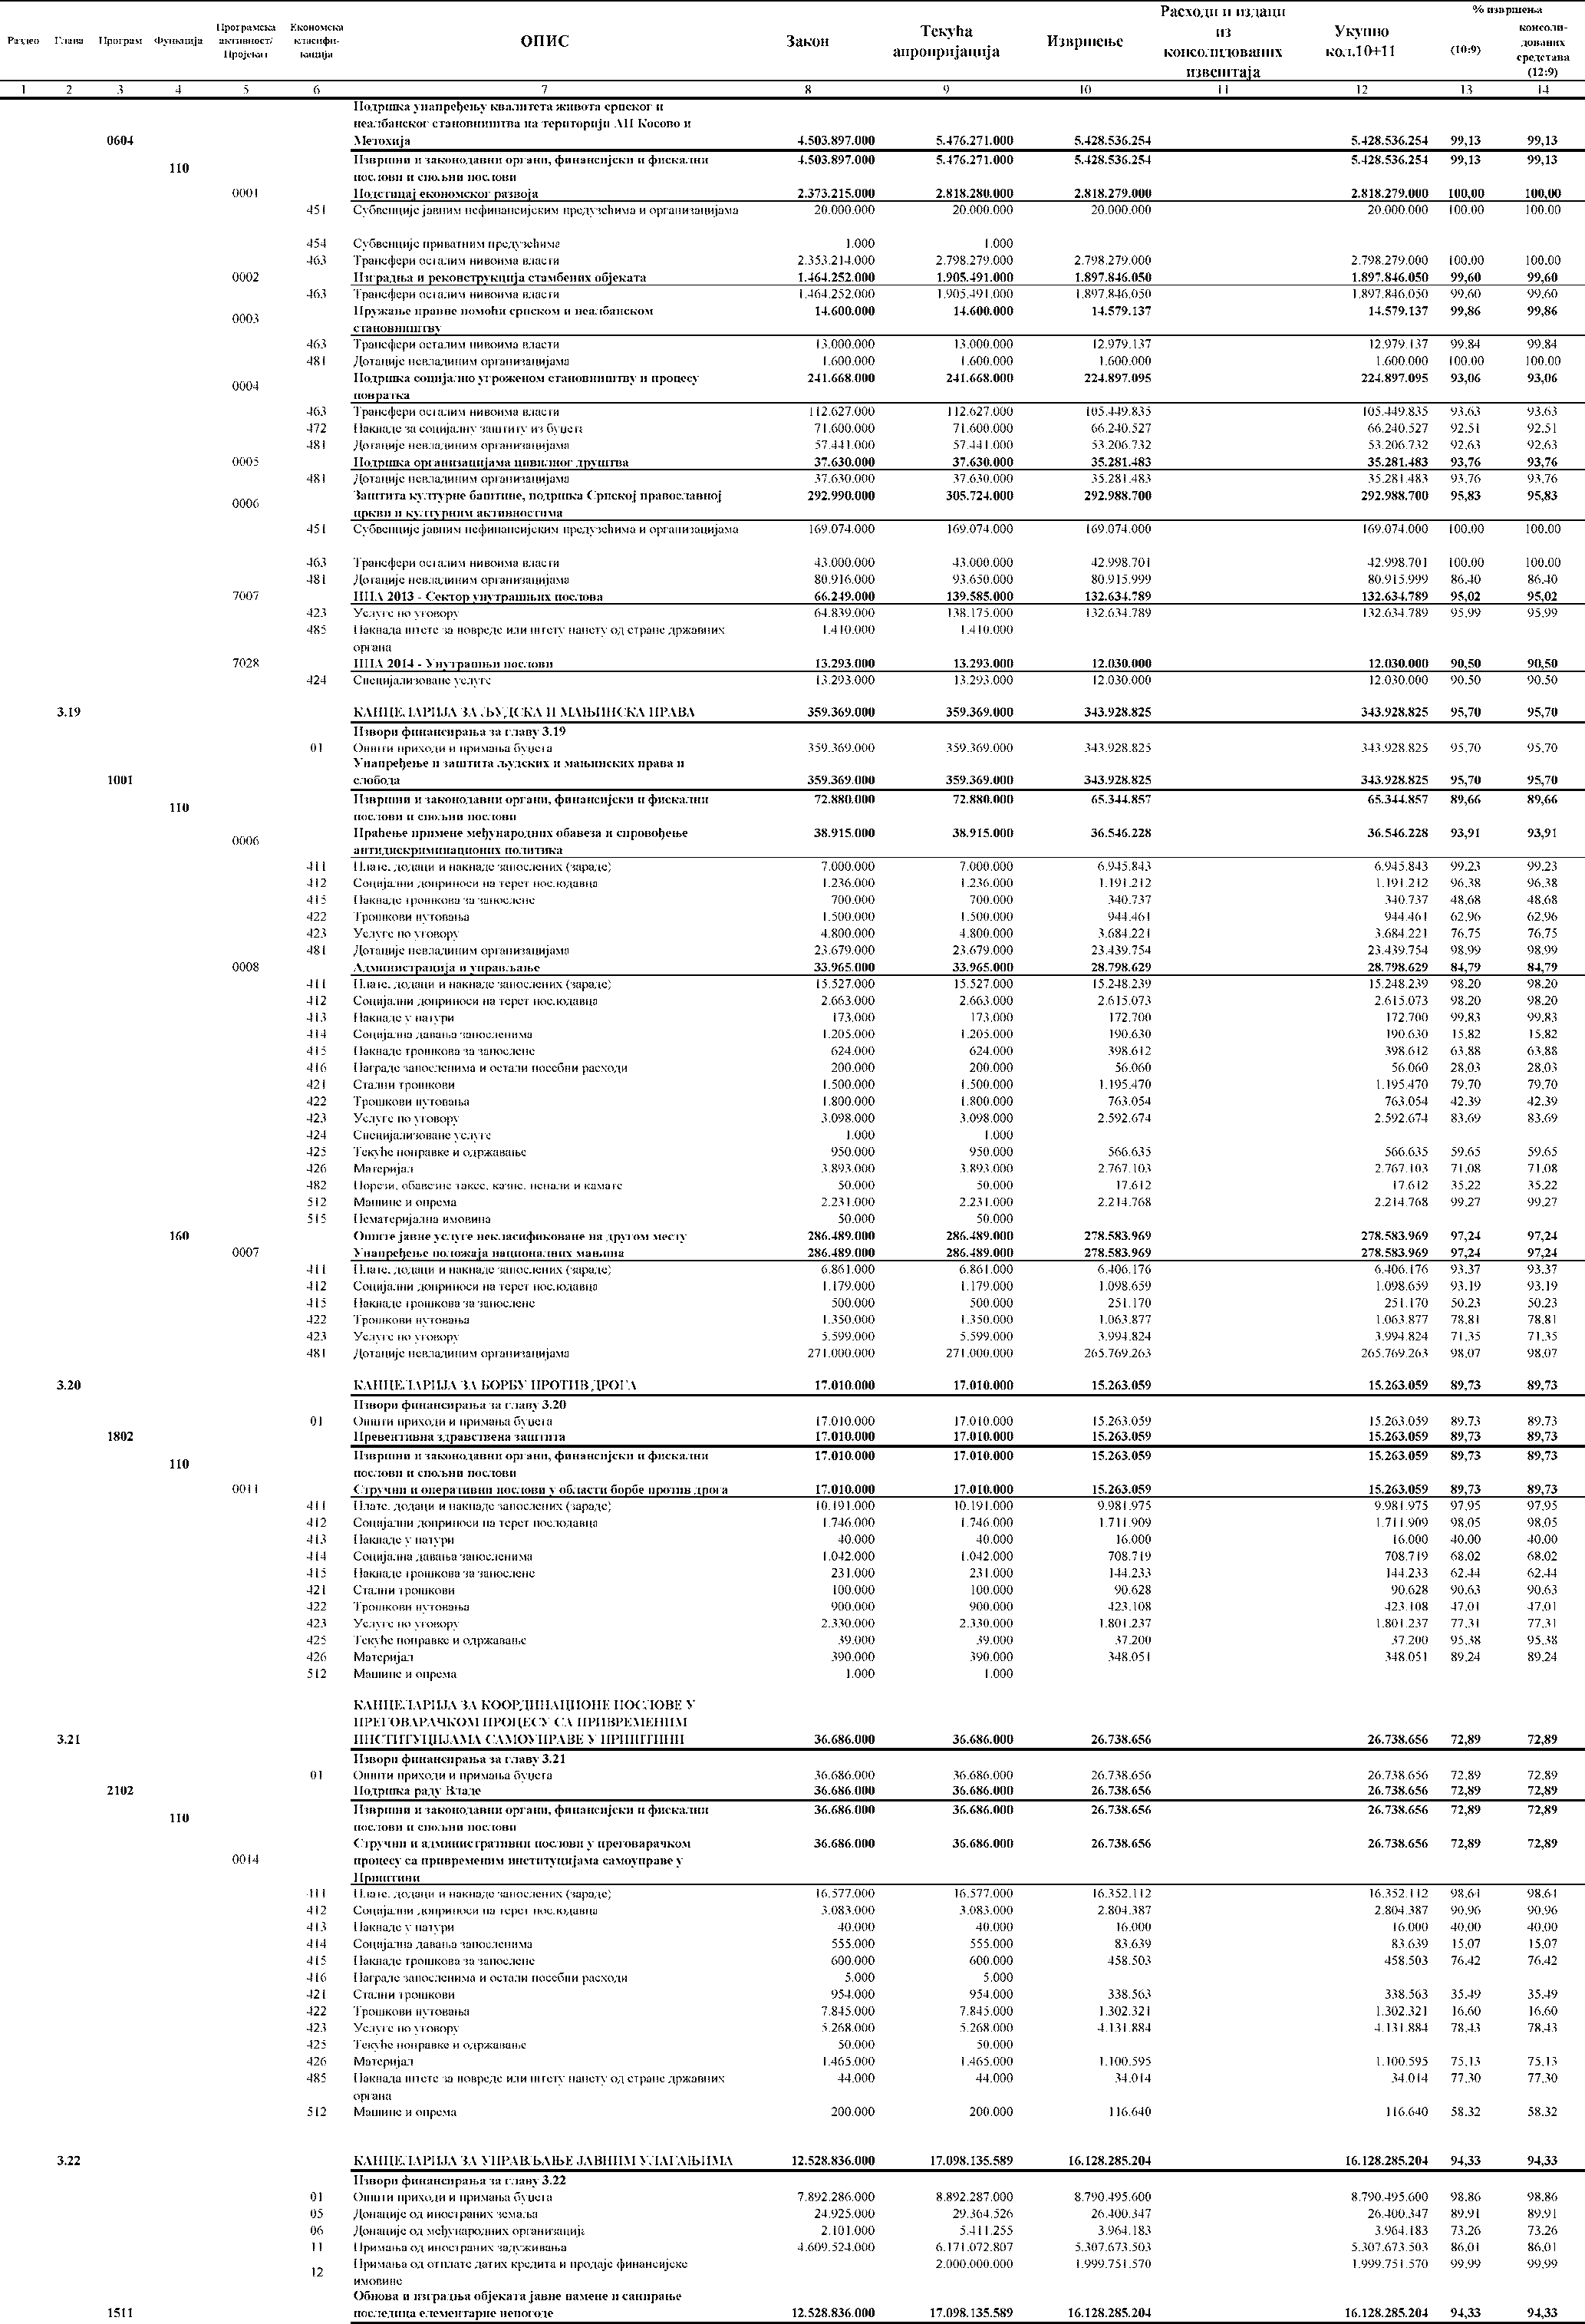 Раздео Глава Програм Функција Програмска активност/ Пројекат Економска класифи-кација ОПИС Закон Текућа апропријација Извршење Расходи и издаци из консолидованих извештаја Укупно кол.10+11 % извршења (10:9) консоли-дованих средстава (12:9)
1 2 3 4 5 6 7 8 9 10 11 12 13 14
Подршка унапређењу квалитета живота српског и
неалбанског становништва на територији АП Косово и
0604 Метохија 4.503.897.000 5.476.271.000 5.428.536.254 5.428.536.254 99,13 99,13
110 Извршни и законодавни органи, финансијски и фискални 4.503.897.000 5.476.271.000 5.428.536.254 5.428.536.254 99,13 99,13
послови и спољни послови
0001 Подстицај економског развоја 2.373.215.000 2.818.280.000 2.818.279.000 2.818.279.000 100,00 100,00
451 Субвенције јавним нефинансијским предузећима и организацијама 20.000.000 20.000.000 20.000.000 20.000.000 100,00 100,00
454 Субвенције приватним предузећима 1.000 1.000
463 Трансфери осталим нивоима власти 2.353.214.000 2.798.279.000 2.798.279.000 2.798.279.000 100,00 100,00
0002 Изградња и реконструкција стамбених објеката 1.464.252.000 1.905.491.000 1.897.846.050 1.897.846.050 99,60 99,60
463 Трансфери осталим нивоима власти 1.464.252.000 1.905.491.000 1.897.846.050 1.897.846.050 99,60 99,60
0003 Пружање правне помоћи српском и неалбанском 14.600.000 14.600.000 14.579.137 14.579.137 99,86 99,86
становништву
463 Трансфери осталим нивоима власти 13.000.000 13.000.000 12.979.137 12.979.137 99,84 99,84
481 Дотације невладиним организацијама 1.600.000 1.600.000 1.600.000 1.600.000 100,00 100,00
0004 Подршка социјално угроженом становништву и процесу 241.668.000 241.668.000 224.897.095 224.897.095 93,06 93,06
повратка
463 Трансфери осталим нивоима власти 112.627.000 112.627.000 105.449.835 105.449.835 93,63 93,63
472 Накнаде за социјалну заштиту из буџета 71.600.000 71.600.000 66.240.527 66.240.527 92,51 92,51
481 Дотације невладиним организацијама 57.441.000 57.441.000 53.206.732 53.206.732 92,63 92,63
0005 Подршка организацијама цивилног друштва 37.630.000 37.630.000 35.281.483 35.281.483 93,76 93,76
481 Дотације невладиним организацијама 37.630.000 37.630.000 35.281.483 35.281.483 93,76 93,76
0006 Заштита културне баштине, подршка Српској православној 292.990.000 305.724.000 292.988.700 292.988.700 95,83 95,83
цркви и културним активностима
451 Субвенције јавним нефинансијским предузећима и организацијама 169.074.000 169.074.000 169.074.000 169.074.000 100,00 100,00
463 Трансфери осталим нивоима власти 43.000.000 43.000.000 42.998.701 42.998.701 100,00 100,00
481 Дотације невладиним организацијама 80.916.000 93.650.000 80.915.999 80.915.999 86,40 86,40
7007 ИПА 2013 - Сектор унутрашњих послова 66.249.000 139.585.000 132.634.789 132.634.789 95,02 95,02
423 Услуге по уговору 64.839.000 138.175.000 132.634.789 132.634.789 95,99 95,99
485 Накнада штете за повреде или штету нанету од стране државних 1.410.000 1.410.000
органа
7028 ИПА 2014 - Унутрашњи послови 13.293.000 13.293.000 12.030.000 12.030.000 90,50 90,50
424 Специјализоване услуге 13.293.000 13.293.000 12.030.000 12.030.000 90,50 90,50
3.19 КАНЦЕЛАРИЈА ЗА ЉУДСКА И МАЊИНСКА ПРАВА 359.369.000 359.369.000 343.928.825 343.928.825 95,70 95,70
Извори финансирања за главу 3.19
01 Општи приходи и примања буџета 359.369.000 359.369.000 343.928.825 343.928.825 95,70 95,70
Унапређење и заштита људских и мањинских права и
1001 слобода 359.369.000 359.369.000 343.928.825 343.928.825 95,70 95,70
110 Извршни и законодавни органи, финансијски и фискални 72.880.000 72.880.000 65.344.857 65.344.857 89,66 89,66
послови и спољни послови
0006 Праћење примене међународних обавеза и спровођење 38.915.000 38.915.000 36.546.228 36.546.228 93,91 93,91
антидискриминационих политика
411 Плате, додаци и накнаде запослених (зараде) 7.000.000 7.000.000 6.945.843 6.945.843 99,23 99,23
412 Социјални доприноси на терет послодавца 1.236.000 1.236.000 1.191.212 1.191.212 96,38 96,38
415 Накнаде трошкова за запослене 700.000 700.000 340.737 340.737 48,68 48,68
422 Трошкови путовања 1.500.000 1.500.000 944.461 944.461 62,96 62,96
423 Услуге по уговору 4.800.000 4.800.000 3.684.221 3.684.221 76,75 76,75
481 Дотације невладиним организацијама 23.679.000 23.679.000 23.439.754 23.439.754 98,99 98,99
0008 Администрација и управљање 33.965.000 33.965.000 28.798.629 28.798.629 84,79 84,79
411 Плате, додаци и накнаде запослених (зараде) 15.527.000 15.527.000 15.248.239 15.248.239 98,20 98,20
412 Социјални доприноси на терет послодавца 2.663.000 2.663.000 2.615.073 2.615.073 98,20 98,20
413 Накнаде у натури 173.000 173.000 172.700 172.700 99,83 99,83
414 Социјална давања запосленима 1.205.000 1.205.000 190.630 190.630 15,82 15,82
415 Накнаде трошкова за запослене 624.000 624.000 398.612 398.612 63,88 63,88
416 Награде запосленима и остали посебни расходи 200.000 200.000 56.060 56.060 28,03 28,03
421 Стални трошкови 1.500.000 1.500.000 1.195.470 1.195.470 79,70 79,70
422 Трошкови путовања 1.800.000 1.800.000 763.054 763.054 42,39 42,39
423 Услуге по уговору 3.098.000 3.098.000 2.592.674 2.592.674 83,69 83,69
424 Специјализоване услуге 1.000 1.000
425 Текуће поправке и одржавање 950.000 950.000 566.635 566.635 59,65 59,65
426 Материјал 3.893.000 3.893.000 2.767.103 2.767.103 71,08 71,08
482 Порези, обавезне таксе, казне, пенали и камате 50.000 50.000 17.612 17.612 35,22 35,22
512 Машине и опрема 2.231.000 2.231.000 2.214.768 2.214.768 99,27 99,27
515 Нематеријална имовина 50.000 50.000
160 Опште јавне услуге некласификоване на другом месту 286.489.000 286.489.000 278.583.969 278.583.969 97,24 97,24
0007 Унапређење положаја националних мањина 286.489.000 286.489.000 278.583.969 278.583.969 97,24 97,24
411 Плате, додаци и накнаде запослених (зараде) 6.861.000 6.861.000 6.406.176 6.406.176 93,37 93,37
412 Социјални доприноси на терет послодавца 1.179.000 1.179.000 1.098.659 1.098.659 93,19 93,19
415 Накнаде трошкова за запослене 500.000 500.000 251.170 251.170 50,23 50,23
422 Трошкови путовања 1.350.000 1.350.000 1.063.877 1.063.877 78,81 78,81
423 Услуге по уговору 5.599.000 5.599.000 3.994.824 3.994.824 71,35 71,35
481 Дотације невладиним организацијама 271.000.000 271.000.000 265.769.263 265.769.263 98,07 98,07
3.20 КАНЦЕЛАРИЈА ЗА БОРБУ ПРОТИВ ДРОГА 17.010.000 17.010.000 15.263.059 15.263.059 89,73 89,73
Извори финансирања за главу 3.20
01 Општи приходи и примања буџета 17.010.000 17.010.000 15.263.059 15.263.059 89,73 89,73
1802 Превентивна здравствена заштита 17.010.000 17.010.000 15.263.059 15.263.059 89,73 89,73
110 Извршни и законодавни органи, финансијски и фискални 17.010.000 17.010.000 15.263.059 15.263.059 89,73 89,73
послови и спољни послови
0011 Стручни и оперативни послови у области борбе против дрога 17.010.000 17.010.000 15.263.059 15.263.059 89,73 89,73
411 Плате, додаци и накнаде запослених (зараде) 10.191.000 10.191.000 9.981.975 9.981.975 97,95 97,95
412 Социјални доприноси на терет послодавца 1.746.000 1.746.000 1.711.909 1.711.909 98,05 98,05
413 Накнаде у натури 40.000 40.000 16.000 16.000 40,00 40,00
414 Социјална давања запосленима 1.042.000 1.042.000 708.719 708.719 68,02 68,02
415 Накнаде трошкова за запослене 231.000 231.000 144.233 144.233 62,44 62,44
421 Стални трошкови 100.000 100.000 90.628 90.628 90,63 90,63
422 Трошкови путовања 900.000 900.000 423.108 423.108 47,01 47,01
423 Услуге по уговору 2.330.000 2.330.000 1.801.237 1.801.237 77,31 77,31
425 Текуће поправке и одржавање 39.000 39.000 37.200 37.200 95,38 95,38
426 Материјал 390.000 390.000 348.051 348.051 89,24 89,24
512 Машине и опрема 1.000 1.000
КАНЦЕЛАРИЈА ЗА КООРДИНАЦИОНЕ ПОСЛОВЕ У
ПРЕГОВАРАЧКОМ ПРОЦЕСУ СА ПРИВРЕМЕНИМ
3.21 ИНСТИТУЦИЈАМА САМОУПРАВЕ У ПРИШТИНИ 36.686.000 36.686.000 26.738.656 26.738.656 72,89 72,89
Извори финансирања за главу 3.21
01 Општи приходи и примања буџета 36.686.000 36.686.000 26.738.656 26.738.656 72,89 72,89
2102 Подршка раду Владе 36.686.000 36.686.000 26.738.656 26.738.656 72,89 72,89
110 Извршни и законодавни органи, финансијски и фискални 36.686.000 36.686.000 26.738.656 26.738.656 72,89 72,89
послови и спољни послови
Стручни и административни послови у преговарачком 36.686.000 36.686.000 26.738.656 26.738.656 72,89 72,89
0014 процесу са привременим институцијама самоуправе у
Приштини
411 Плате, додаци и накнаде запослених (зараде) 16.577.000 16.577.000 16.352.112 16.352.112 98,64 98,64
412 Социјални доприноси на терет послодавца 3.083.000 3.083.000 2.804.387 2.804.387 90,96 90,96
413 Накнаде у натури 40.000 40.000 16.000 16.000 40,00 40,00
414 Социјална давања запосленима 555.000 555.000 83.639 83.639 15,07 15,07
415 Накнаде трошкова за запослене 600.000 600.000 458.503 458.503 76,42 76,42
416 Награде запосленима и остали посебни расходи 5.000 5.000
421 Стални трошкови 954.000 954.000 338.563 338.563 35,49 35,49
422 Трошкови путовања 7.845.000 7.845.000 1.302.321 1.302.321 16,60 16,60
423 Услуге по уговору 5.268.000 5.268.000 4.131.884 4.131.884 78,43 78,43
425 Текуће поправке и одржавање 50.000 50.000
426 Материјал 1.465.000 1.465.000 1.100.595 1.100.595 75,13 75,13
485 Накнада штете за повреде или штету нанету од стране државних 44.000 44.000 34.014 34.014 77,30 77,30
органа
512 Машине и опрема 200.000 200.000 116.640 116.640 58,32 58,32
3.22 КАНЦЕЛАРИЈА ЗА УПРАВЉАЊЕ ЈАВНИМ УЛАГАЊИМА 12.528.836.000 17.098.135.589 16.128.285.204 16.128.285.204 94,33 94,33
Извори финансирања за главу 3.22
01 Општи приходи и примања буџета 7.892.286.000 8.892.287.000 8.790.495.600 8.790.495.600 98,86 98,86
05 Донације од иностраних земаља 24.925.000 29.364.526 26.400.347 26.400.347 89,91 89,91
06 Донације од међународних организација 2.101.000 5.411.255 3.964.183 3.964.183 73,26 73,26
11 Примања од иностраних задуживања 4.609.524.000 6.171.072.807 5.307.673.503 5.307.673.503 86,01 86,01
12 Примања од отплате датих кредита и продаје финансијске 2.000.000.000 1.999.751.570 1.999.751.570 99,99 99,99
имовине
Обнова и изградња објеката јавне намене и санирање
1511 последица елементарне непогоде 12.528.836.000 17.098.135.589 16.128.285.204 16.128.285.204 94,33 94,33